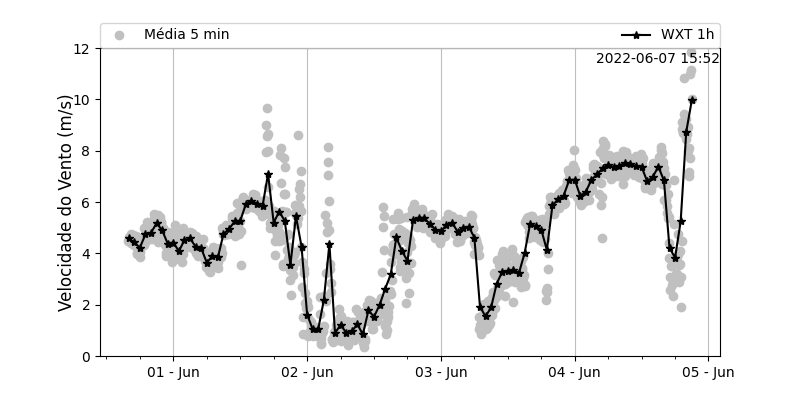 Média 5 min
WXT 1h
2022-06-07 15:52
Velocidade do Vento (m/s)
12
10
8
6
4
2
0
01 - Jun
02 - Jun
03 - Jun
04 - Jun
05 - Jun